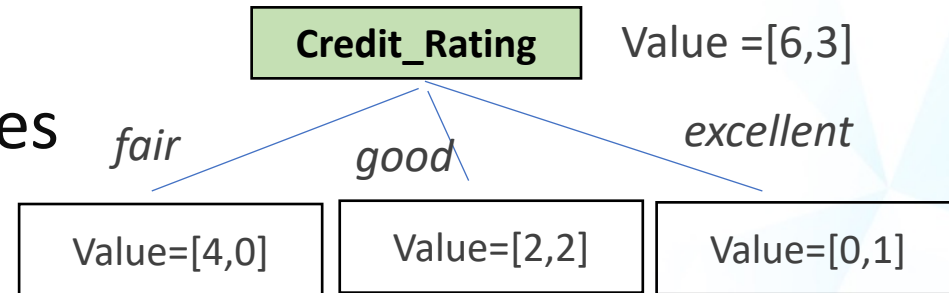 Credit_Rating Value =[6,3]
es fair good excellent
Value=[4,0] Value=[2,2] Value=[0,1]